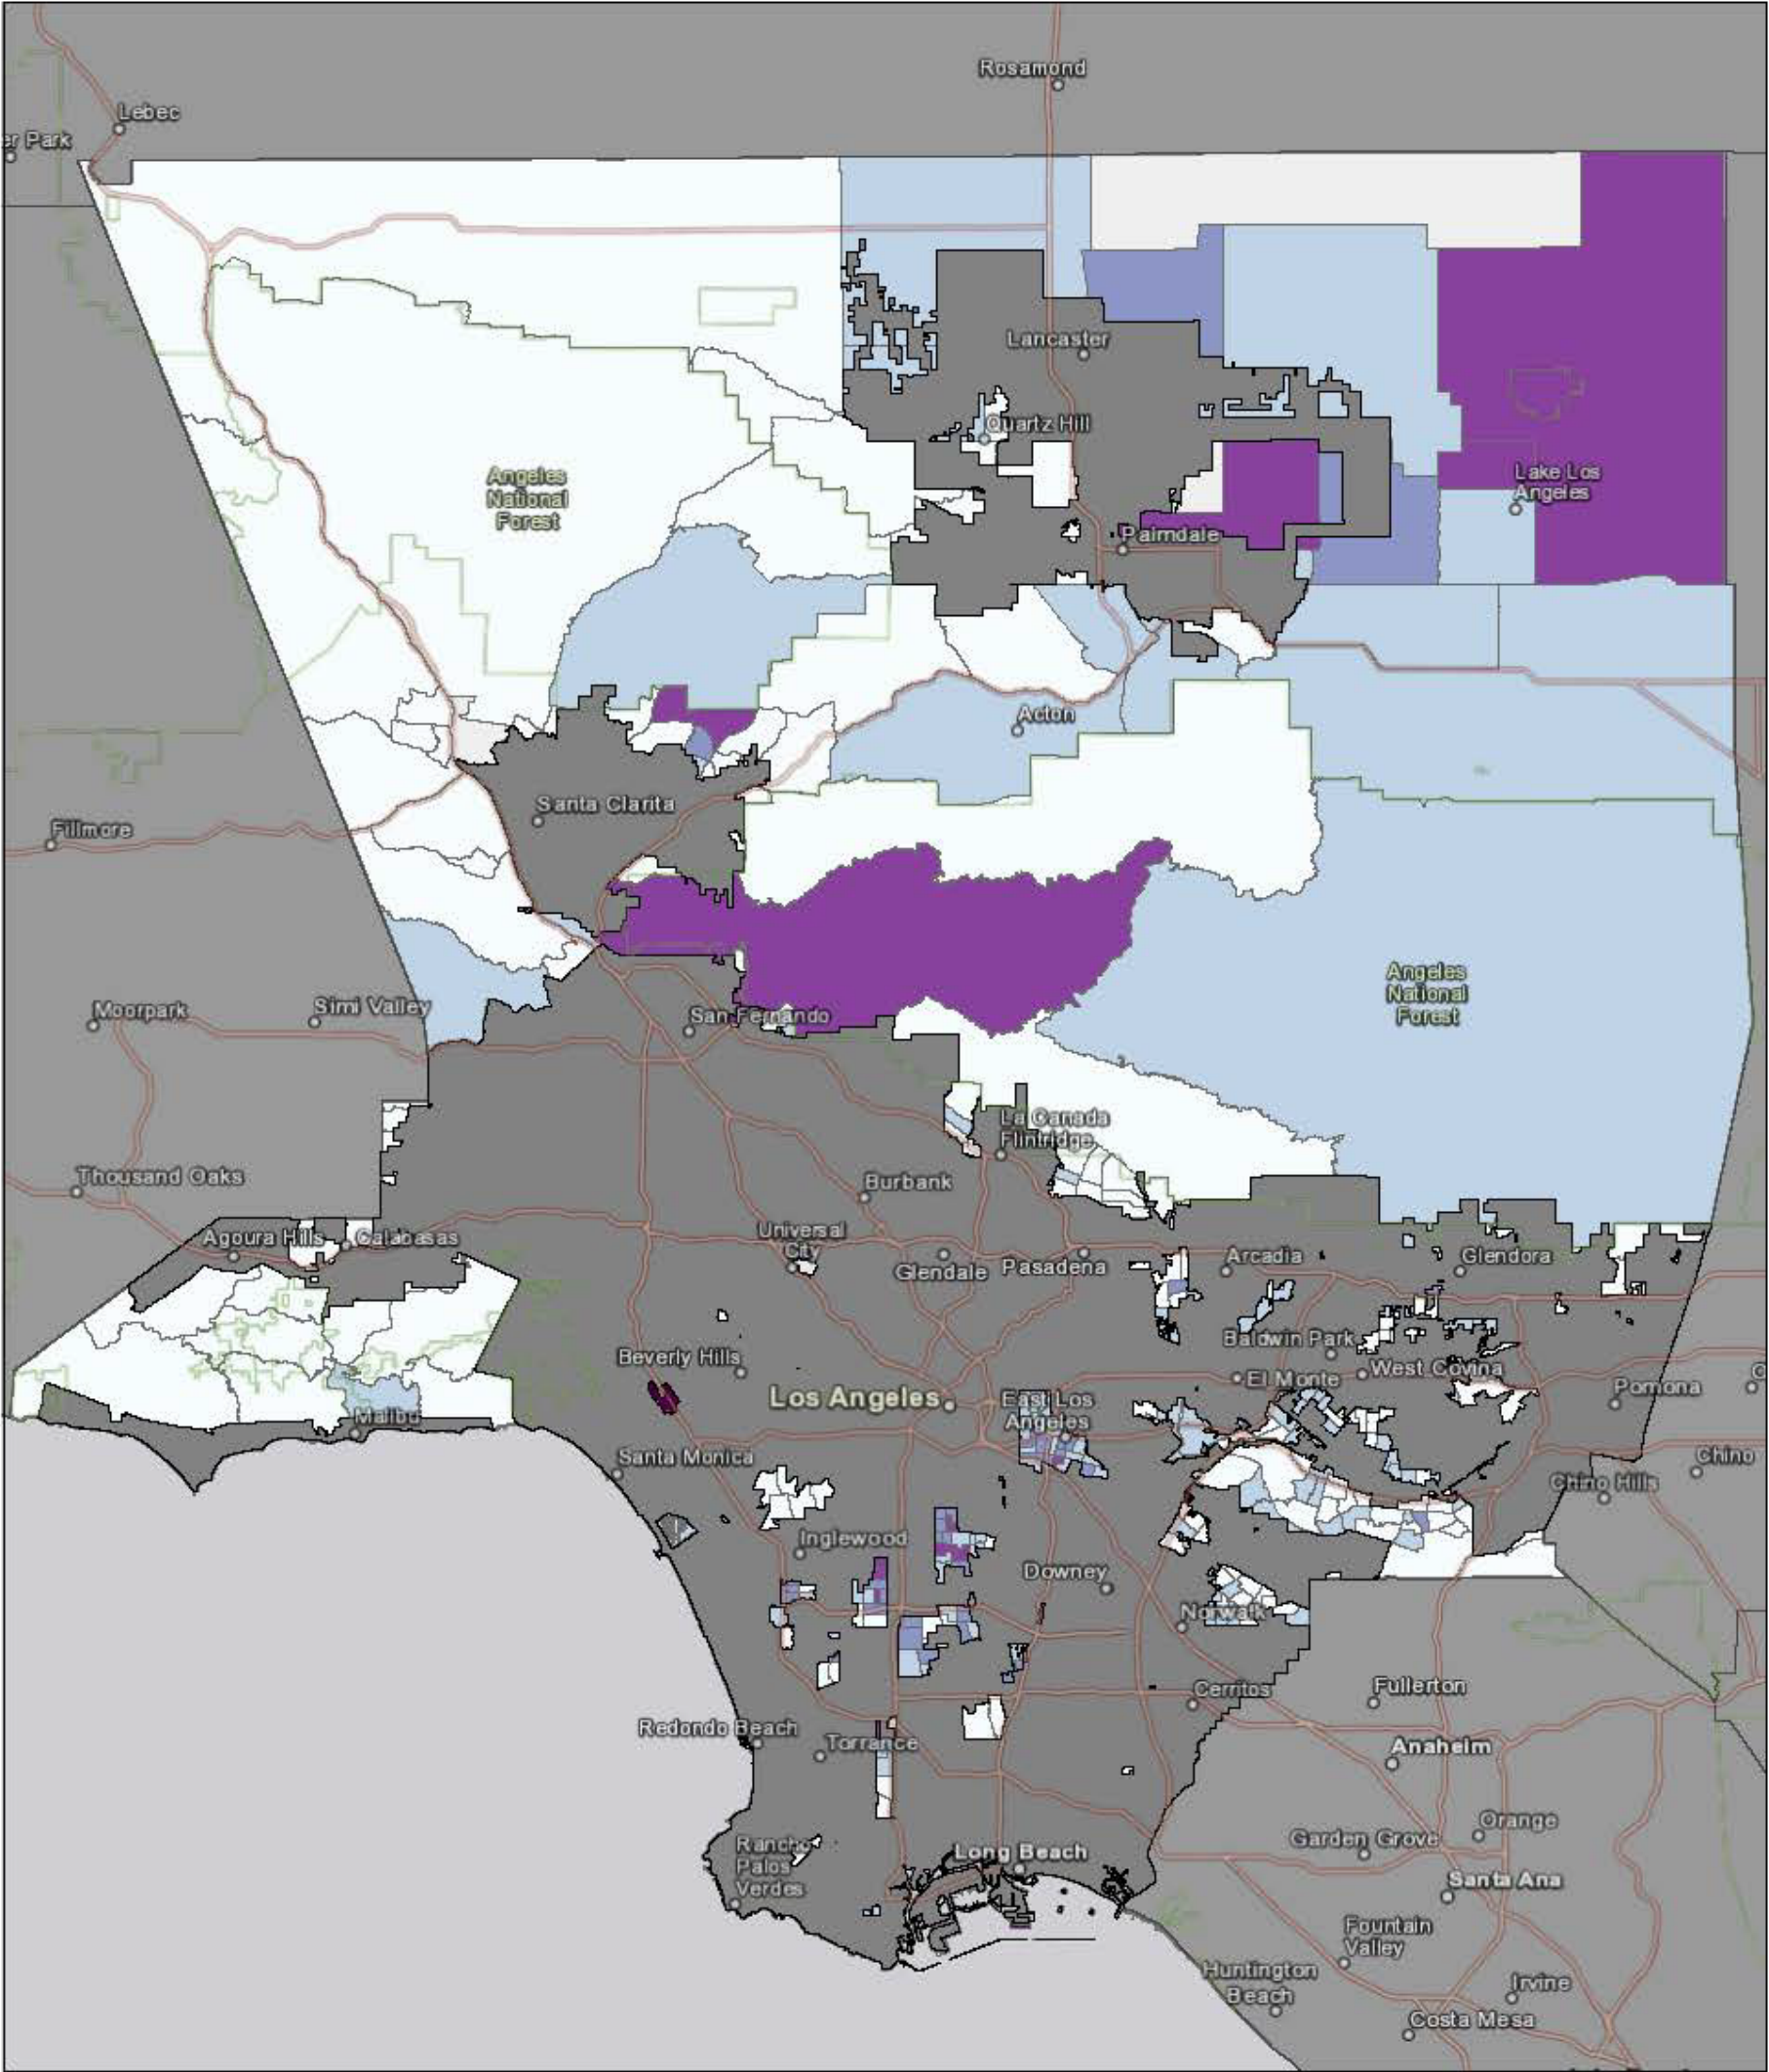 Rosamond
Lebec
er Park
Lancaster
Quartz Hill
Lake Los
Angeles
Angeles
National
Forest
Palmdale
Acton
Santa Clarita
Fillmore
Angeles
National
Forest
Moorpark
Simi Valley
San Fernando
La Canada
Flintridge
Thousand Oaks
Burbank
Agoura Hills
Calabasas
Universal
City
Glendale
Pasadena
Arcadia
Glendora
Baldwin Park
Beverly Hills
El Monte
West Covina
Pomona
O
Los Angeles
East Los
Angeles
Malibu
Santa Monica
Chino
Chino Hills
Inglewood
Downey
Norwalk
Cerritos
Fullerton
Redondo Beach
Torrance
Anaheim
Orange
Garden Grove
Rancho
Palos
Verdes
Long Beach
Santa Ana
Fountain
Valley
Huntington
Beach
Irvine
Costa Mesa